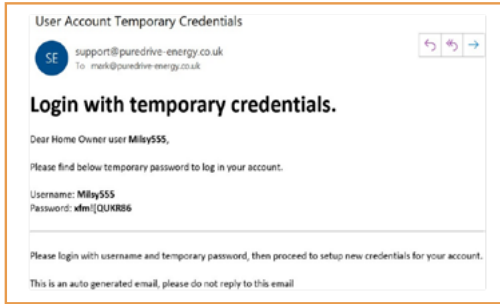 User Account Temporary Credentials
SE
support@puredrive-energy.co.uk
To mark@puredrive-energy.co.uk
Login with temporary credentials.
Dear Home Owner user Milsy555,
Please find below temporary password to log in your account.
Username: Milsy555
Password: xfm![QUKR86
Please login with username and temporary password, then proceed to setup new credentials for your account.
This is an auto generated email, please do not reply to this email